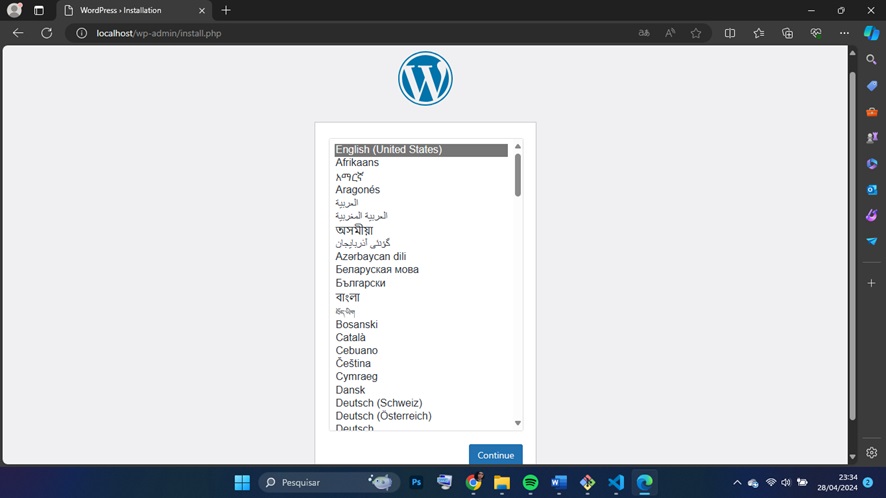 WordPress › Installation
localhost/wp-admin/install.php
English (United States)
Afrikaans
አማርኛ
Aragonés
العربية
العربية المغربية
অসমীয়া
گؤنئی آذربایجان
Azərbaycan dili
Беларуская мова
Български
বাংলা
བོད་ཡིག
Bosanski
Català
Cebuano
Čeština
Cymraeg
Dansk
Deutsch (Schweiz)
Deutsch (Österreich)
Deutsch
Continue
Pesquisar
Ps
23:34
28/04/2024
2